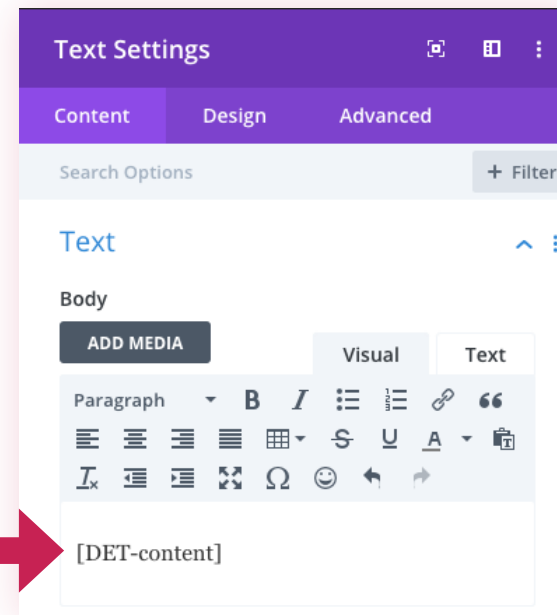 Text Settings
Content Design Advanced
Search Options + Filter
Text
Body
ADD MEDIA
Visual Text
Paragraph
[DET-content]